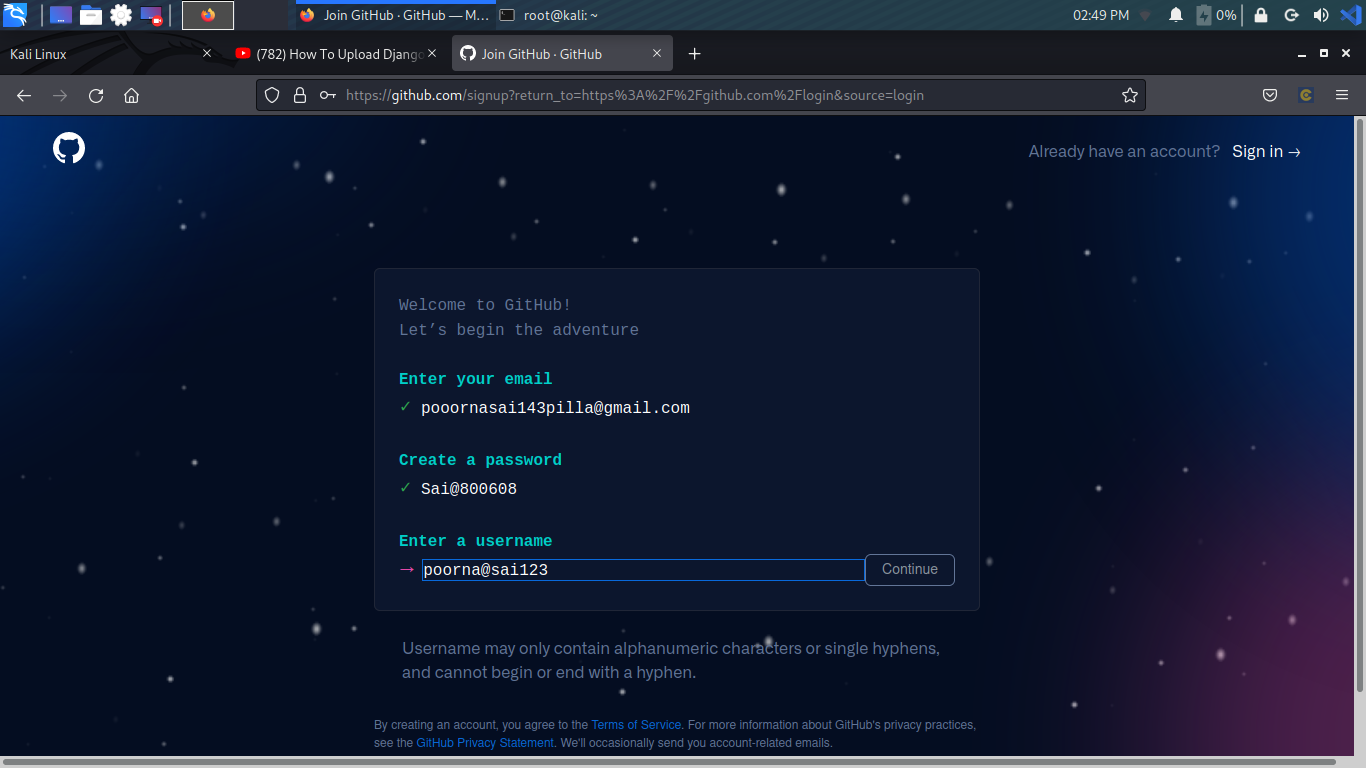 Join GitHub · GitHub — M...
root@kali: ~
02:49 PM
0%
Kali Linux
(782) How To Upload Django
Join GitHub · GitHub
https://github.com/signup?return_to=https%3A%2F%2Fgithub.com%2Flogin&source=login
Already have an account? Sign in →
Welcome to GitHub!
Let’s begin the adventure
Enter your email
✓ pooornasai143pilla@gmail.com
Create a password
✓ Sai@800608
Enter a username
→ poorna@sai123
Continue
Username may only contain alphanumeric characters or single hyphens,
and cannot begin or end with a hyphen.
By creating an account, you agree to the Terms of Service. For more information about GitHub's privacy practices,
see the GitHub Privacy Statement. We'll occasionally send you account-related emails.